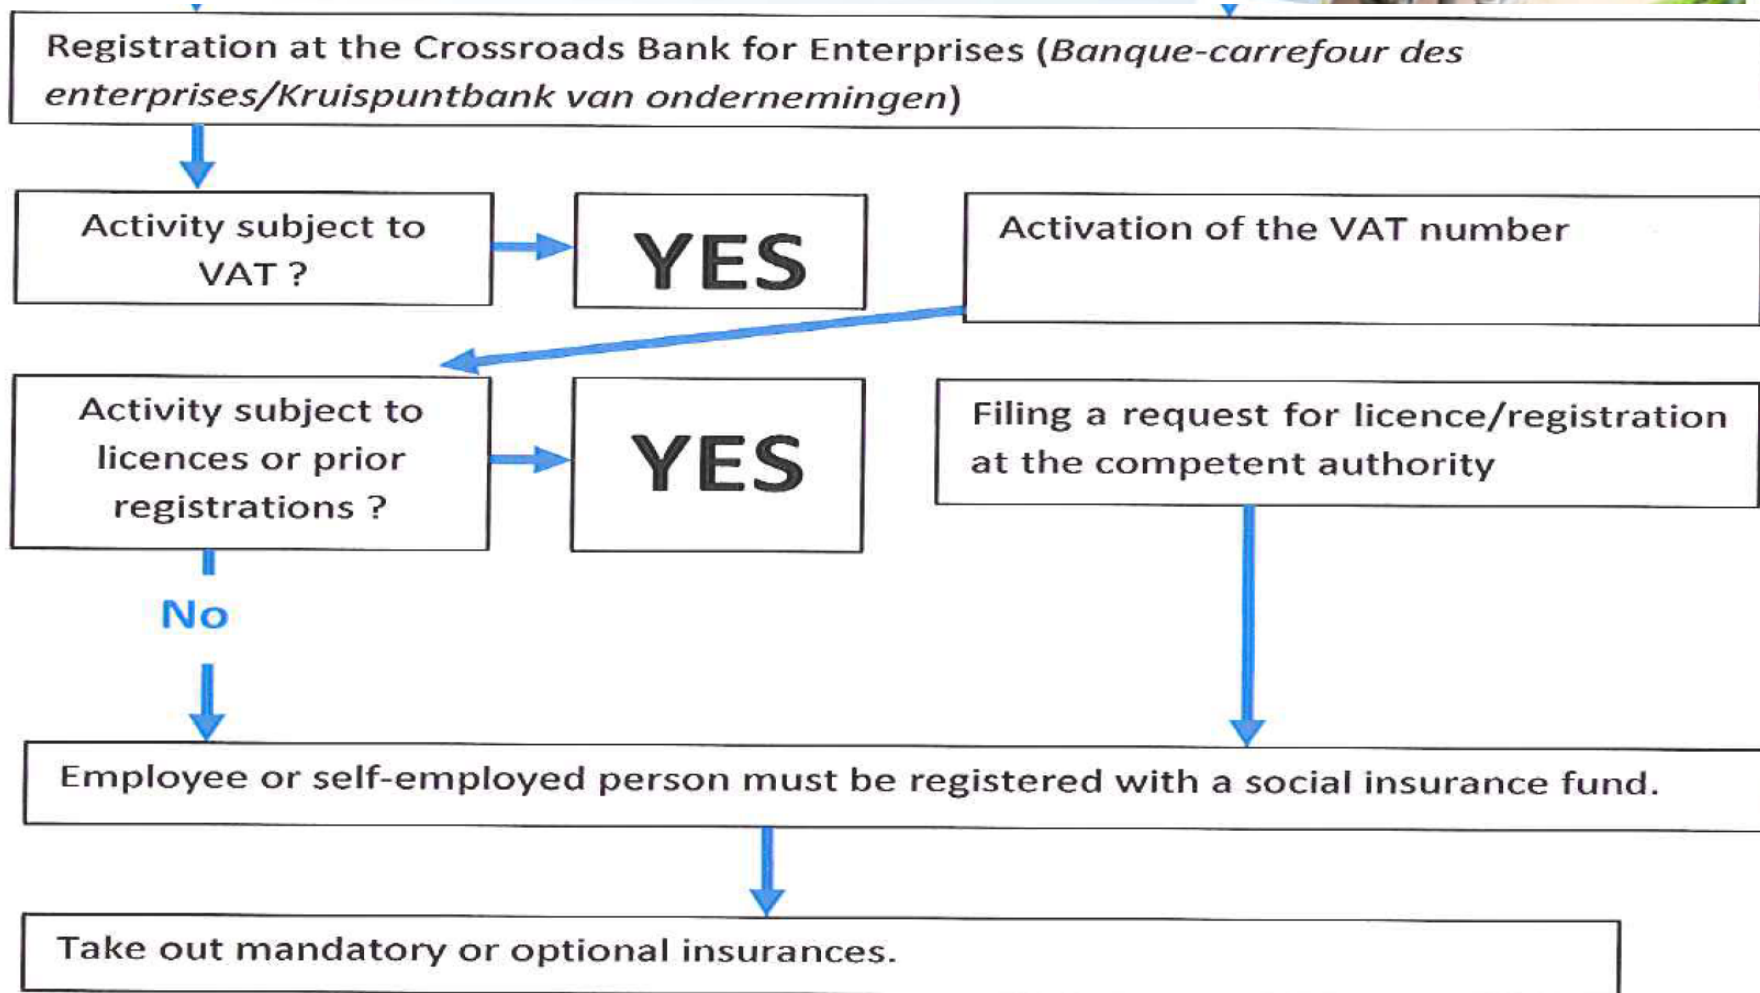 Registration at the Crossroads Bank for Enterprises (Banque-carrefour des
enterprises/Kruispuntbank van ondernemingen)
Activity subject to
VAT ?
YES
Activation of the VAT number
Activity subject to
licences or prior
registrations ?
YES
Filing a request for licence/registration
at the competent authority
No
Employee or self-employed person must be registered with a social insurance fund.
Take out mandatory or optional insurances.